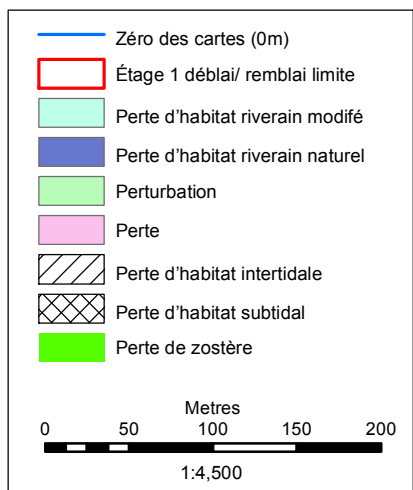 Zéro des cartes (0m)
Étage 1 déblai/ remblai limite
Perte d'habitat riverain modifé
Perte d'habitat riverain naturel
Perturbation
Perte
Perte d'habitat intertidale
Perte d'habitat subtidal
Perte de zostère
Metres
0 50 100 150 200
1:4,500